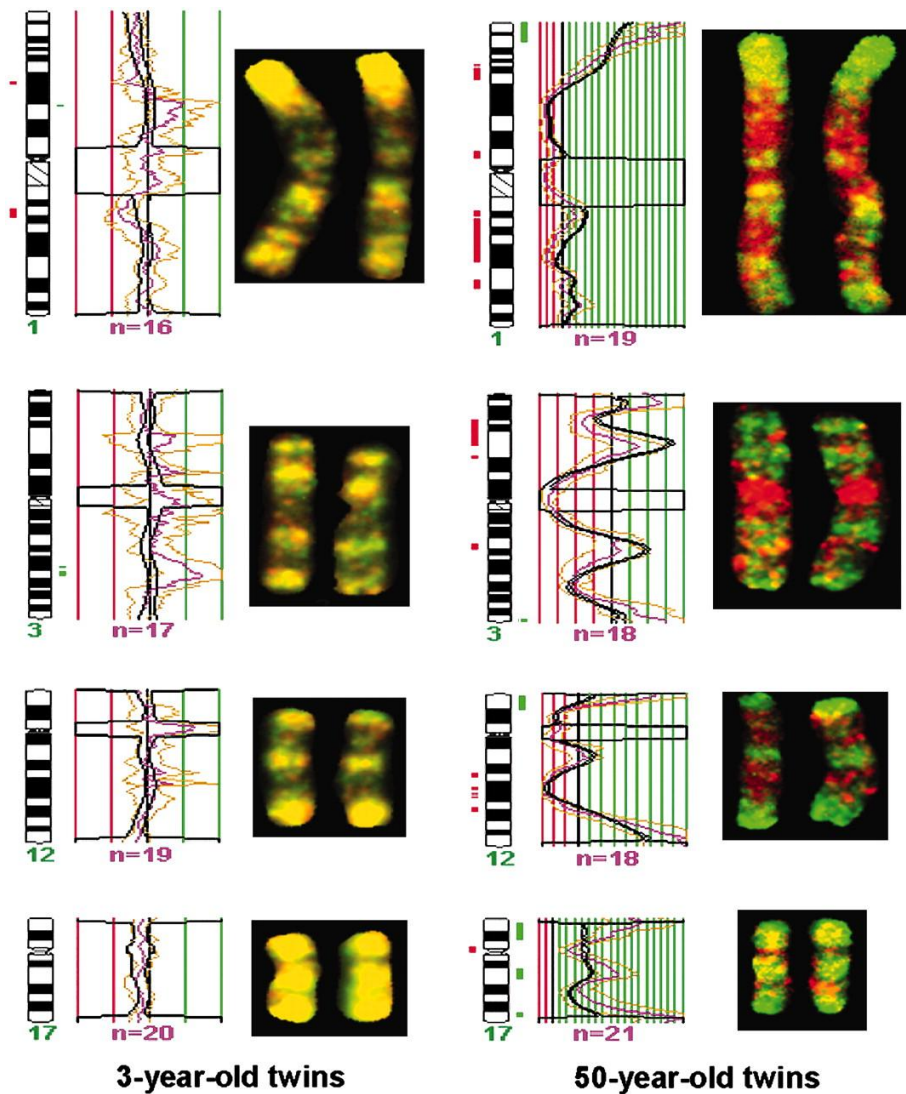 1 n=16 1 n=19
3 n=17 3 n=18
12 n=19 12 n=18
17 n=20 17 n=21
3-year-old twins 50-year-old twins